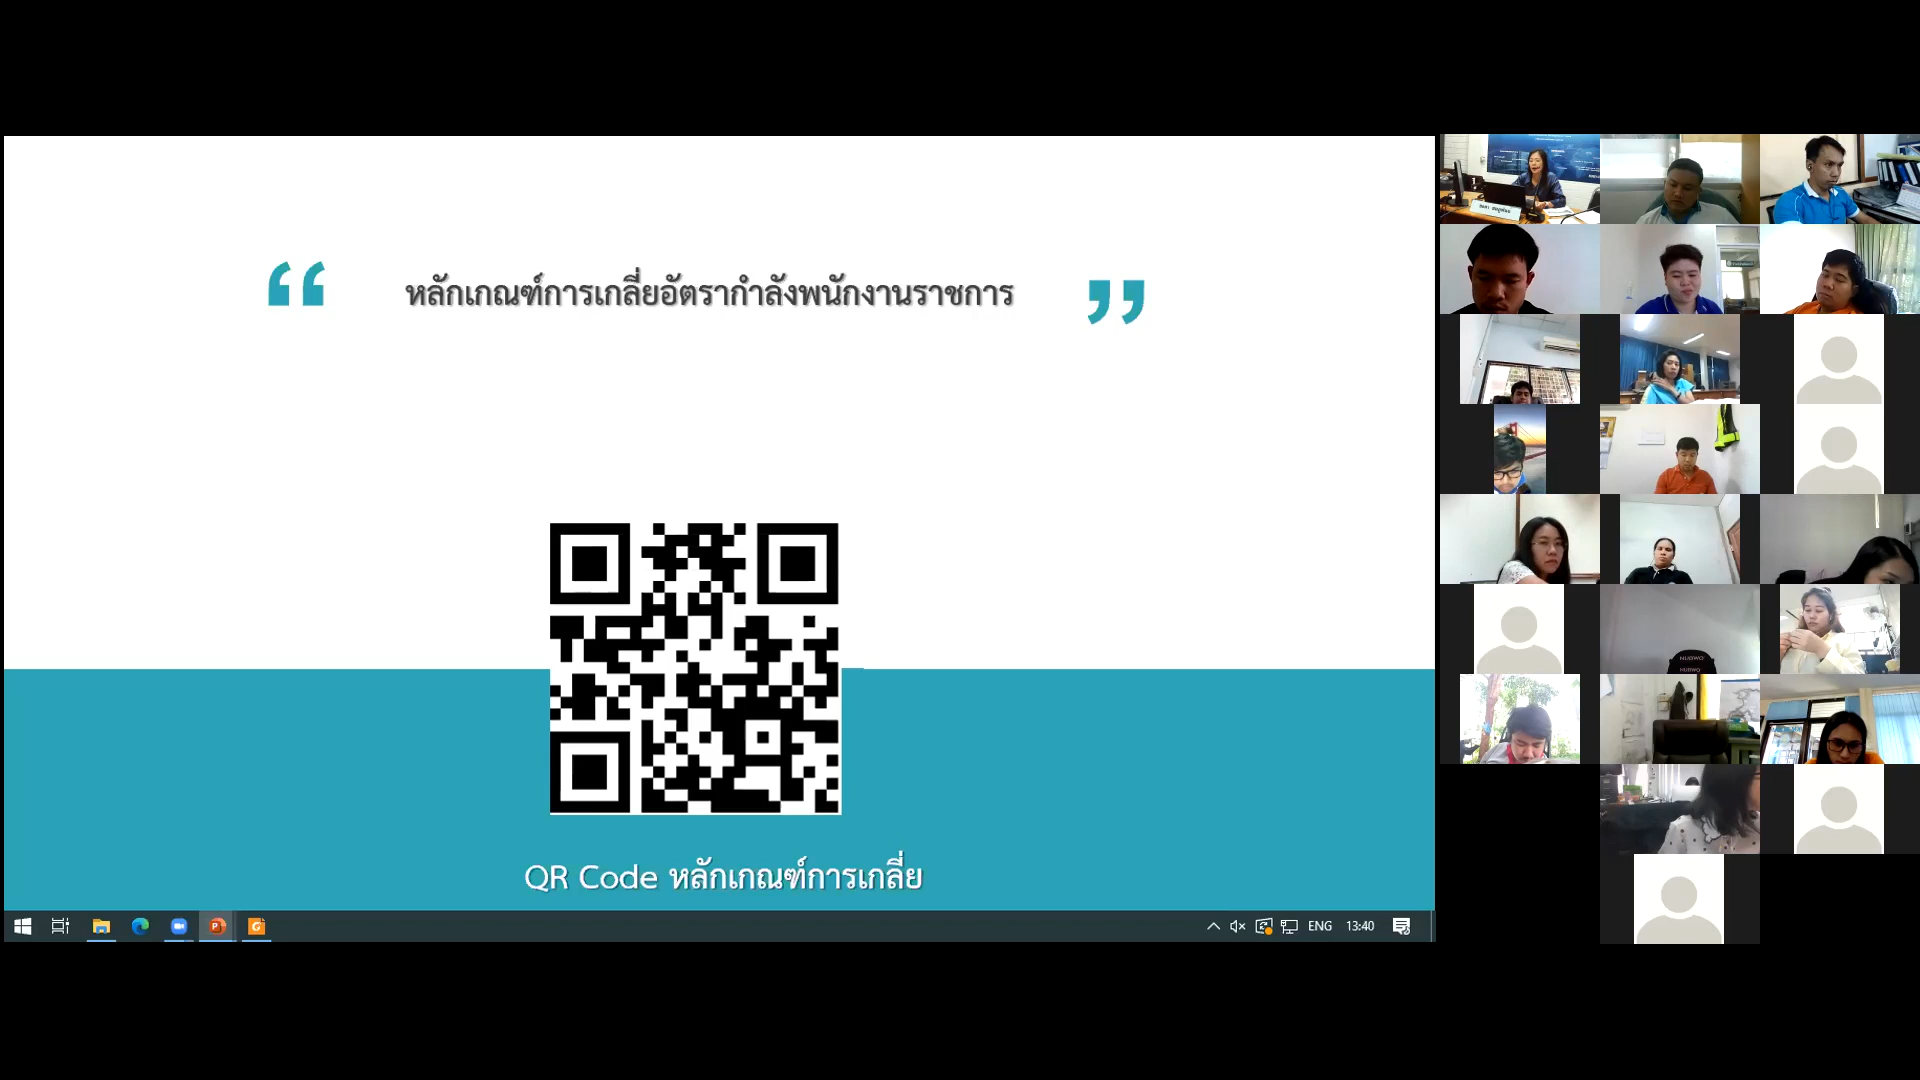 หลักเกณฑ์การเกลี่ยอัตรากำลังพนักงานราชการ
QR Code หลักเกณฑ์การเกลี่ย
ENG
13:40
NUBWO
NUBWO